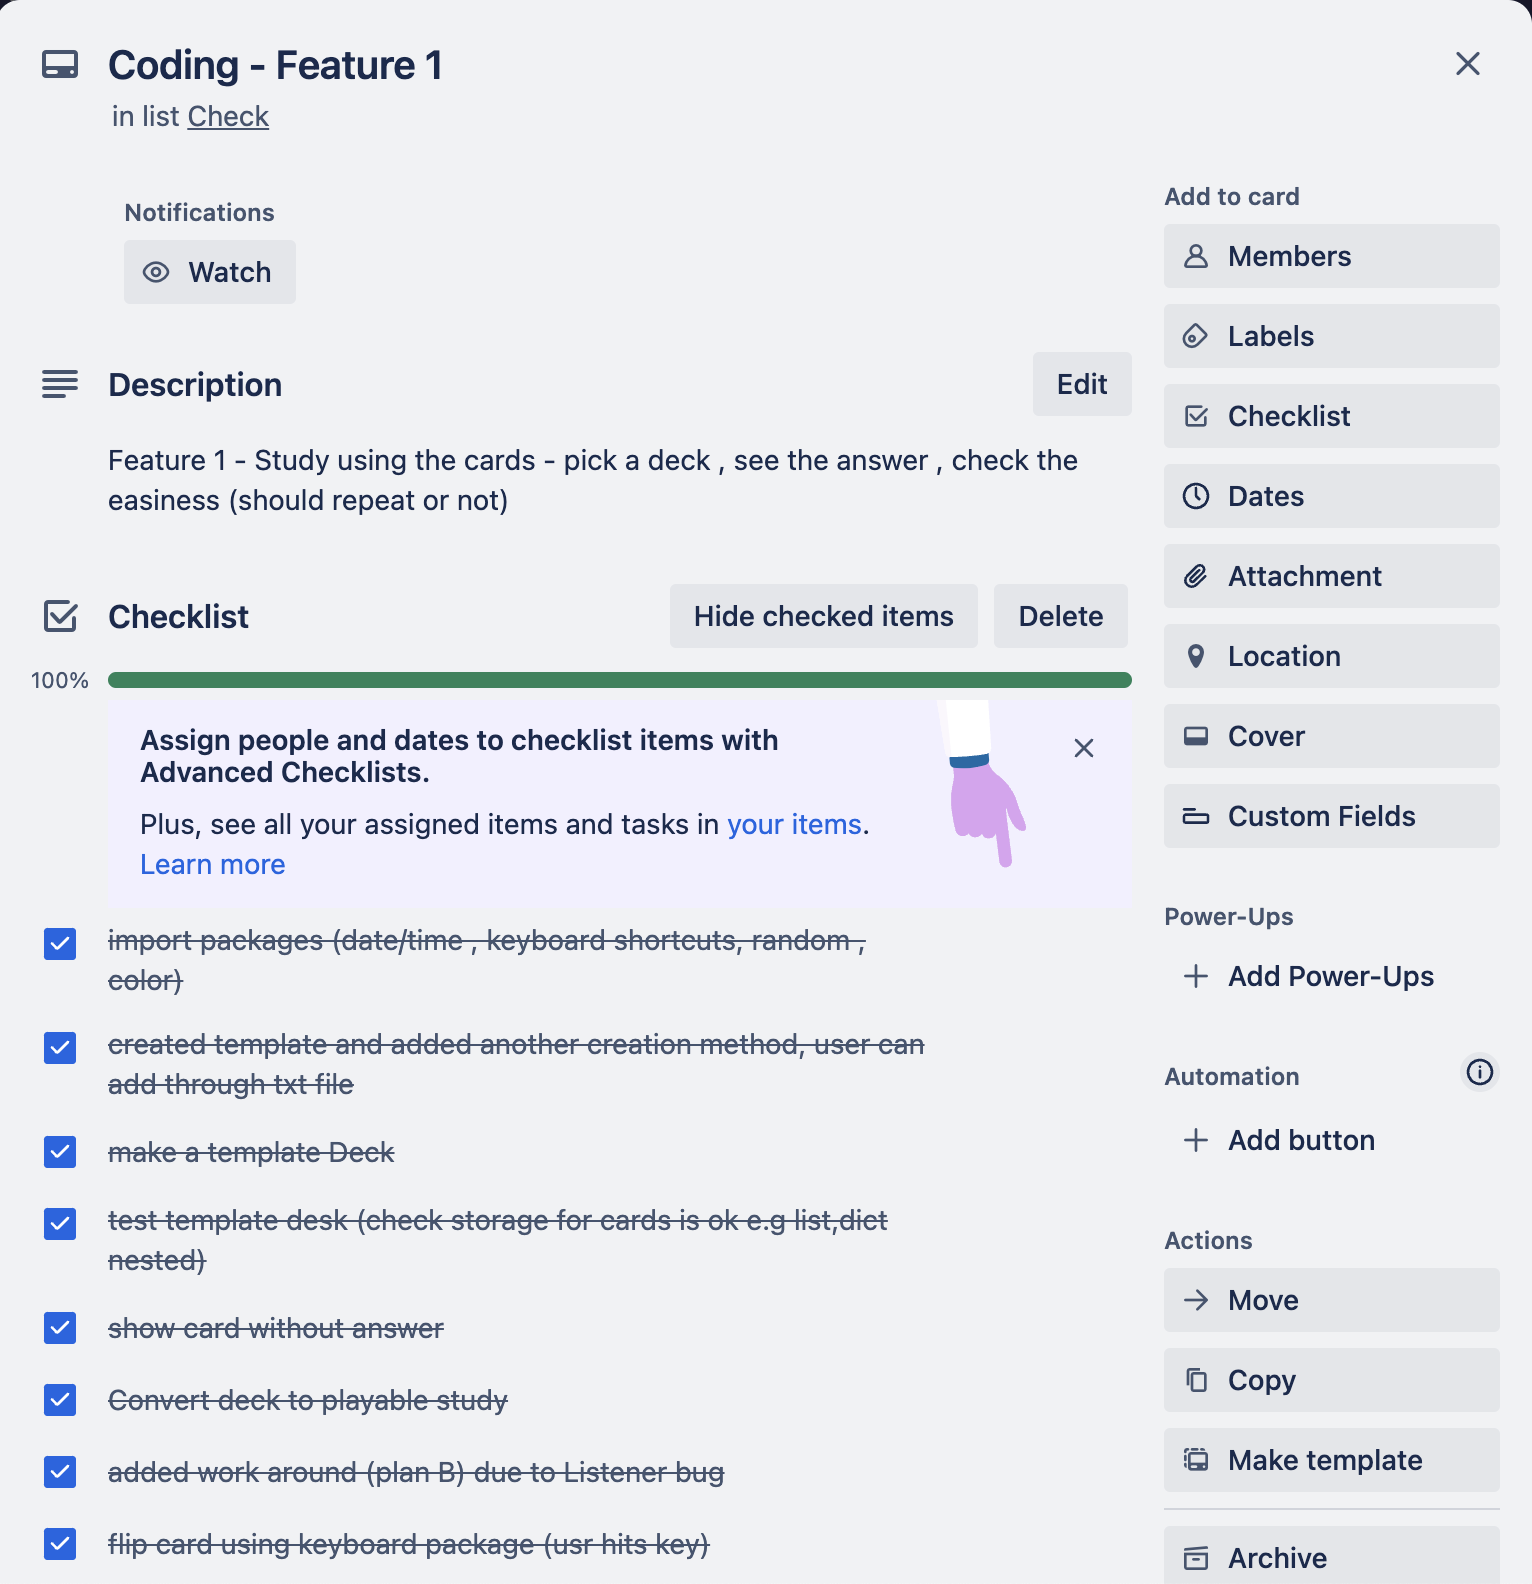 Coding - Feature 1
in list Check
Notifications
Watch
Description
Edit
Feature 1 - Study using the cards - pick a deck , see the answer , check the
easiness (should repeat or not)
Checklist
Hide checked items
Delete
100%
Assign people and dates to checklist items with
Advanced Checklists.
Plus, see all your assigned items and tasks in your items.
Learn more
import packages (date/time , keyboard shortcuts, random ,
color)
created template and added another creation method, user can
add through txt file
make a template Deck
test template desk (check storage for cards is ok e.g list,dict
nested)
show card without answer
Convert deck to playable study
added work around (plan B) due to Listener bug
flip card using keyboard package (usr hits key)
Add to card
Members
Labels
Checklist
Dates
Attachment
Location
Cover
Custom Fields
Power-Ups
Add Power-Ups
Automation
Add button
Actions
Move
Copy
Make template
Archive